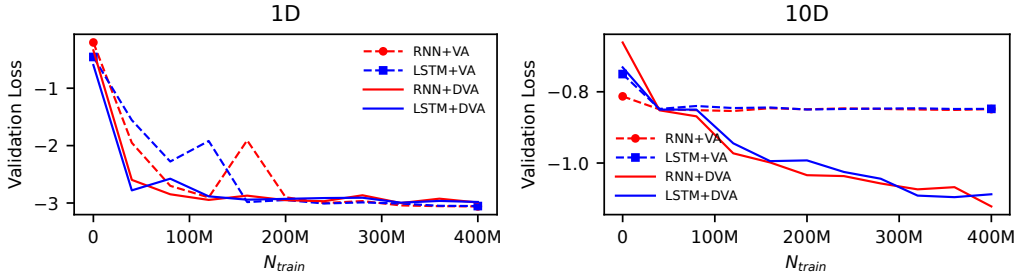 1D
Validation Loss
−1
−2
−3
RNN+VA
LSTM+VA
RNN+DVA
LSTM+DVA
0
100M
200M
300M
400M
N_train
10D
Validation Loss
−0.8
−1.0
RNN+VA
LSTM+VA
RNN+DVA
LSTM+DVA
0
100M
200M
300M
400M
N_train